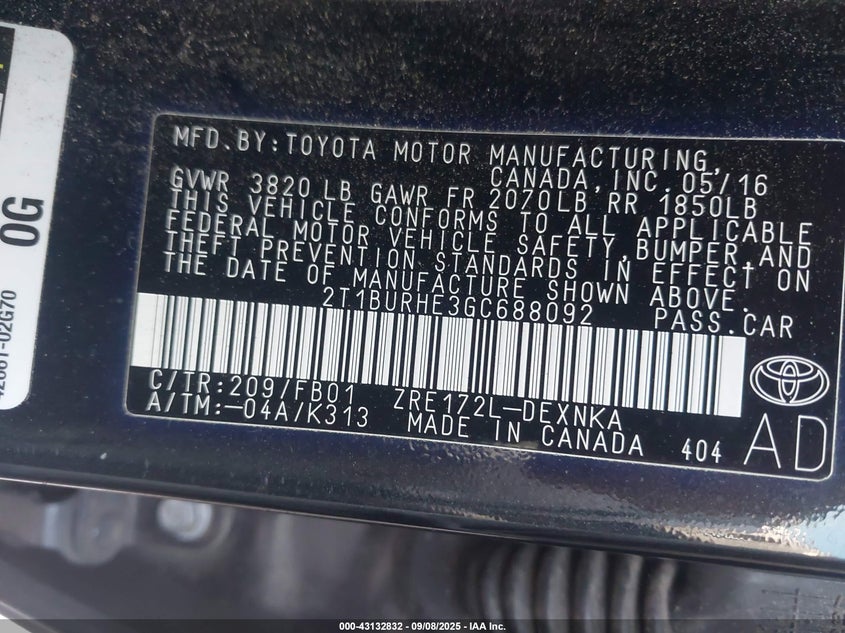 MFD. BY: TOYOTA MOTOR MANUFACTURING,
CANADA, INC. 05/16
GVWR 3820 LB GAWR FR 2070LB RR 1850LB
THIS VEHICLE CONFORMS TO ALL APPLICABLE
FEDERAL MOTOR VEHICLE SAFETY, BUMPER, AND
THEFT PREVENTION STANDARDS IN EFFECT ON
THE DATE OF MANUFACTURE SHOWN ABOVE.
2T1BURHE3GC688092 PASS.CAR
C/TR:209/FB01 ZRE172L-DEXNKA
A/TM:-04A/K313 MADE IN CANADA 404
AD
0G
42661-02G70
000-43132832 - 09/08/2025 - IAA Inc.